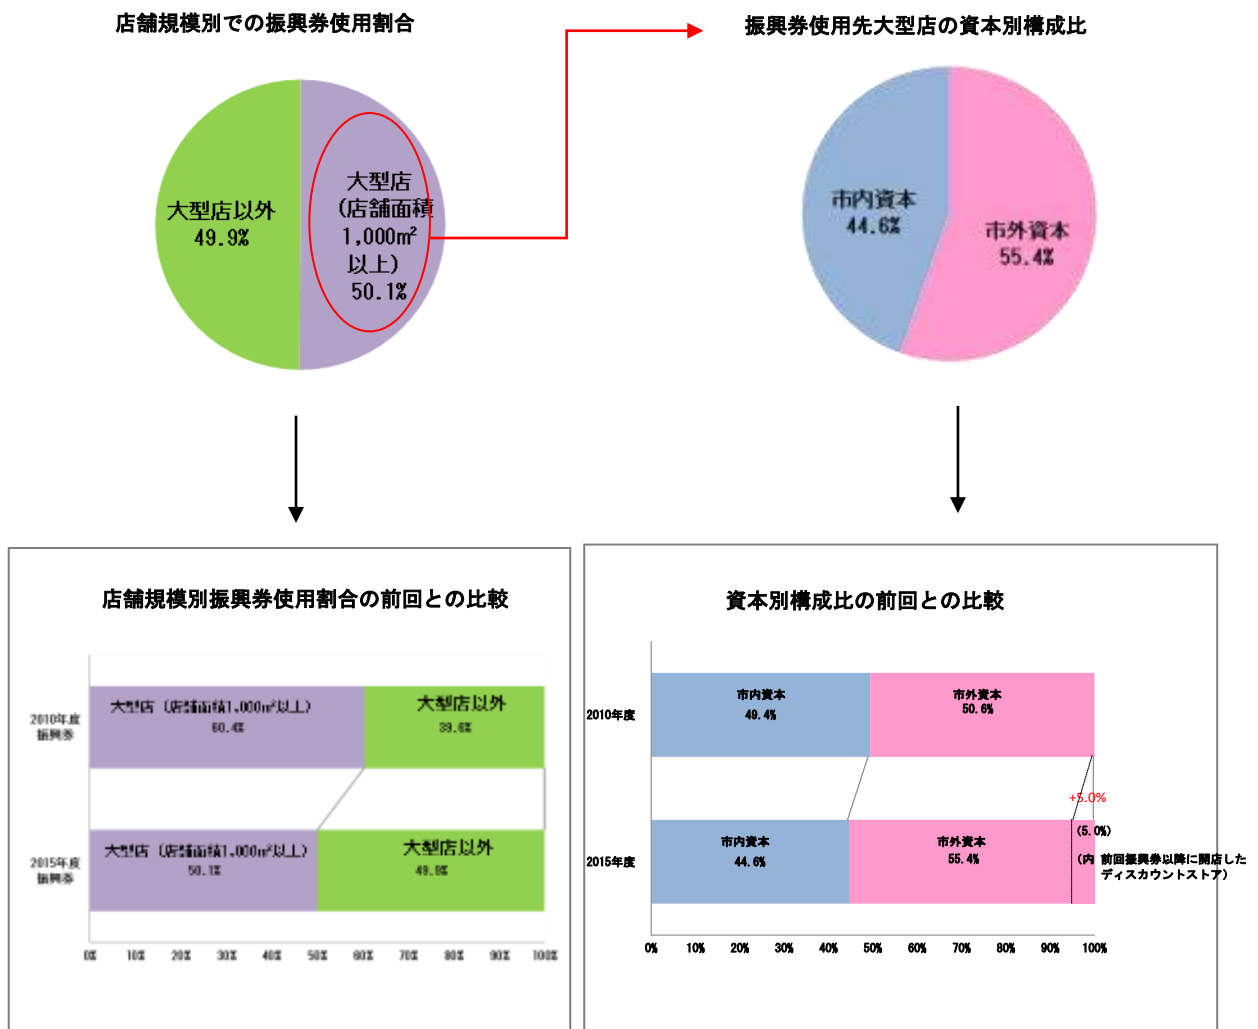 店舗規模別での振興券使用割合
大型店以外
49.9%
大型店
(店舗面積
1,000m²
以上)
50.1%
振興券使用先大型店の資本別構成比
市内資本
44.6%
市外資本
55.4%
店舗規模別振興券使用割合の前回との比較
2010年度
振興券
大型店（店舗面積1,000m²以上）
60.4%
大型店以外
39.6%
2015年度
振興券
大型店（店舗面積1,000m²以上）
50.1%
大型店以外
49.9%
0% 10% 20% 30% 40% 50% 60% 70% 80% 90% 100%
資本別構成比の前回との比較
2010年度
市内資本
49.4%
市外資本
50.6%
+5.0%
2015年度
市内資本
44.6%
市外資本
55.4%
(5.0%)
(内 前回振興券以降に開店した
ディスカウントストア)
0% 10% 20% 30% 40% 50% 60% 70% 80% 90% 100%